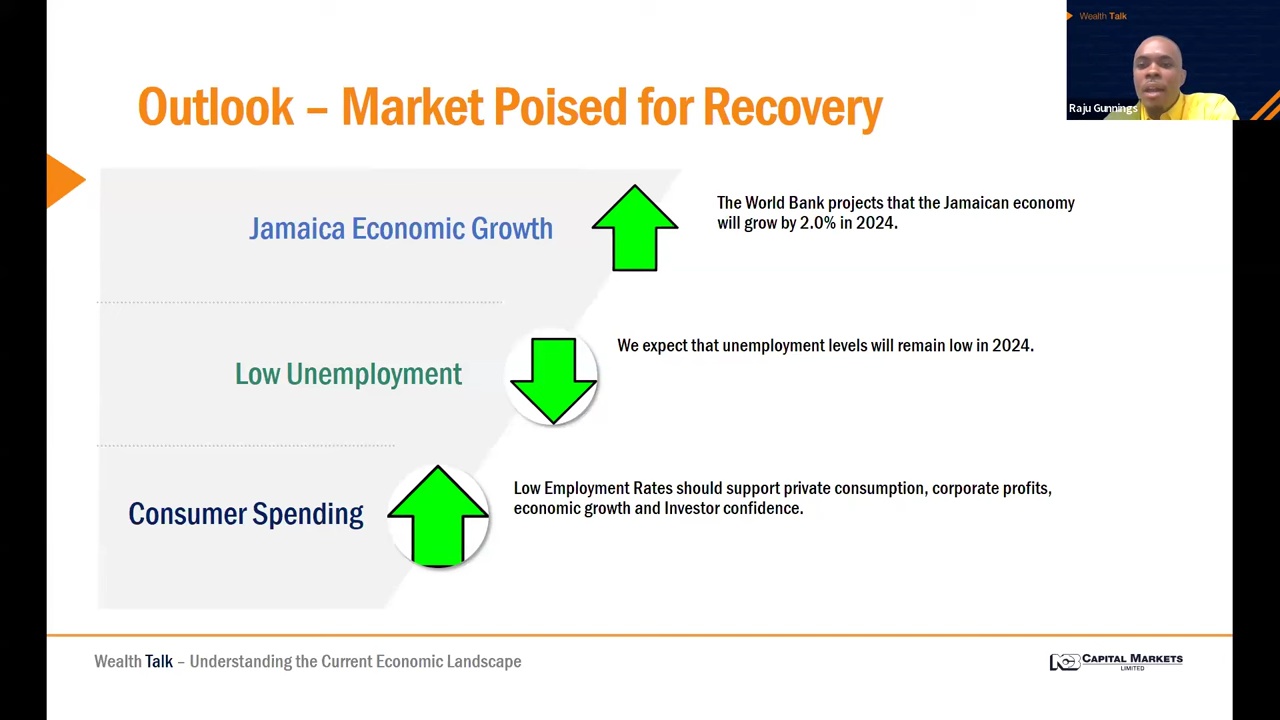 Wealth Talk
Raju Gunnings
Outlook – Market Poised for Recovery
Jamaica Economic Growth
The World Bank projects that the Jamaican economy
will grow by 2.0% in 2024.
Low Unemployment
We expect that unemployment levels will remain low in 2024.
Consumer Spending
Low Employment Rates should support private consumption, corporate profits,
economic growth and Investor confidence.
Wealth Talk – Understanding the Current Economic Landscape
NCB CAPITAL MARKETS
LIMITED